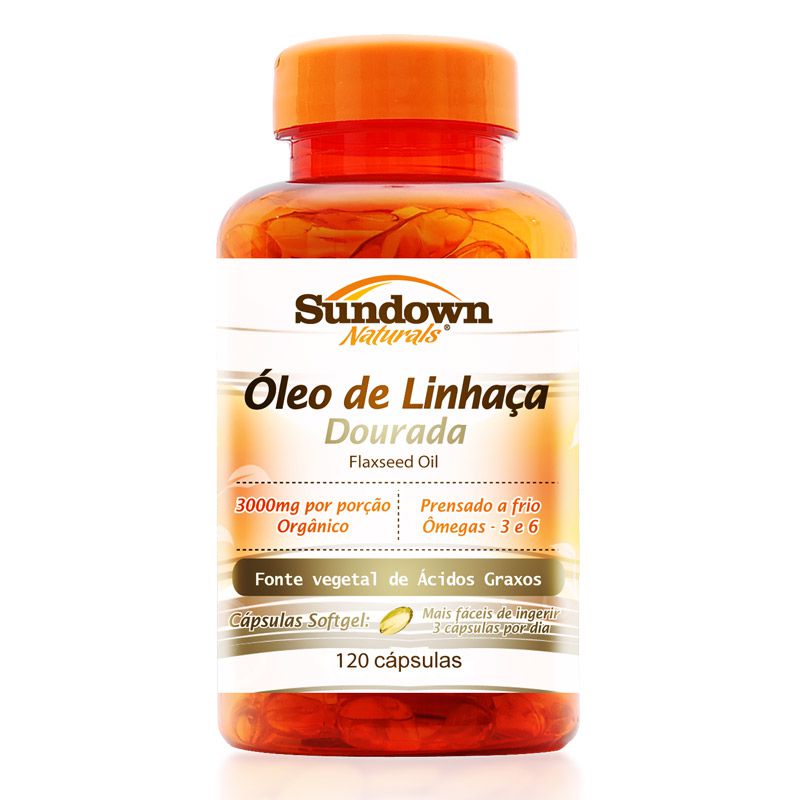 Sundown
Naturals®
Óleo de Linhaça
Dourada
Flaxseed Oil
3000mg por porção
Orgânico
Prensado a frio
Ômegas - 3 e 6
Fonte vegetal de Ácidos Graxos
Cápsulas Softgel:
Mais fáceis de ingerir
3 cápsulas por dia
120 cápsulas